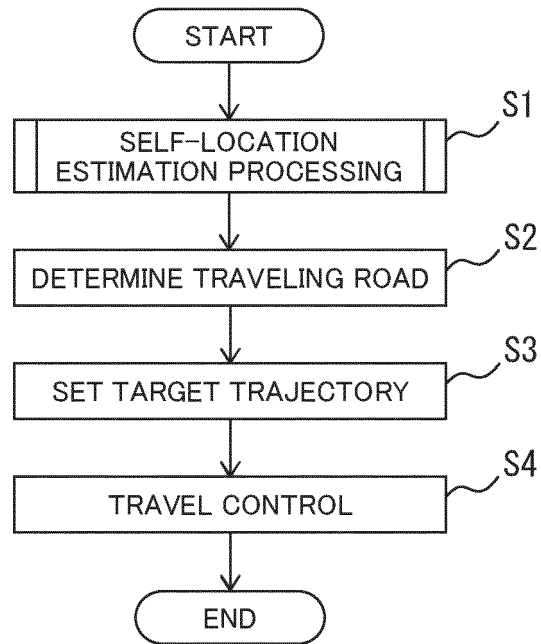 START
S1
SELF-LOCATION
ESTIMATION PROCESSING
S2
DETERMINE TRAVELING ROAD
S3
SET TARGET TRAJECTORY
S4
TRAVEL CONTROL
END